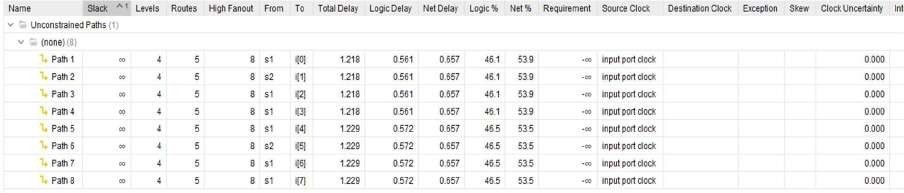 Name Slack ^1 Levels Routes High Fanout From To Total Delay Logic Delay Net Delay Logic % Net % Requirement Source Clock Destination Clock Exception Skew Clock Uncertainty Int
Unconstrained Paths (1)
(none) (8)
Path 1 ∞ 4 5 8 s1 i[0] 1.218 0.561 0.657 46.1 53.9 -∞ input port clock 0.000
Path 2 ∞ 4 5 8 s2 i[1] 1.218 0.561 0.657 46.1 53.9 -∞ input port clock 0.000
Path 3 ∞ 4 5 8 s1 i[2] 1.218 0.561 0.657 46.1 53.9 -∞ input port clock 0.000
Path 4 ∞ 4 5 8 s1 i[3] 1.218 0.561 0.657 46.1 53.9 -∞ input port clock 0.000
Path 5 ∞ 4 5 8 s1 i[4] 1.229 0.572 0.657 46.5 53.5 -∞ input port clock 0.000
Path 6 ∞ 4 5 8 s2 i[5] 1.229 0.572 0.657 46.5 53.5 -∞ input port clock 0.000
Path 7 ∞ 4 5 8 s1 i[6] 1.229 0.572 0.657 46.5 53.5 -∞ input port clock 0.000
Path 8 ∞ 4 5 8 s1 i[7] 1.229 0.572 0.657 46.5 53.5 -∞ input port clock 0.000